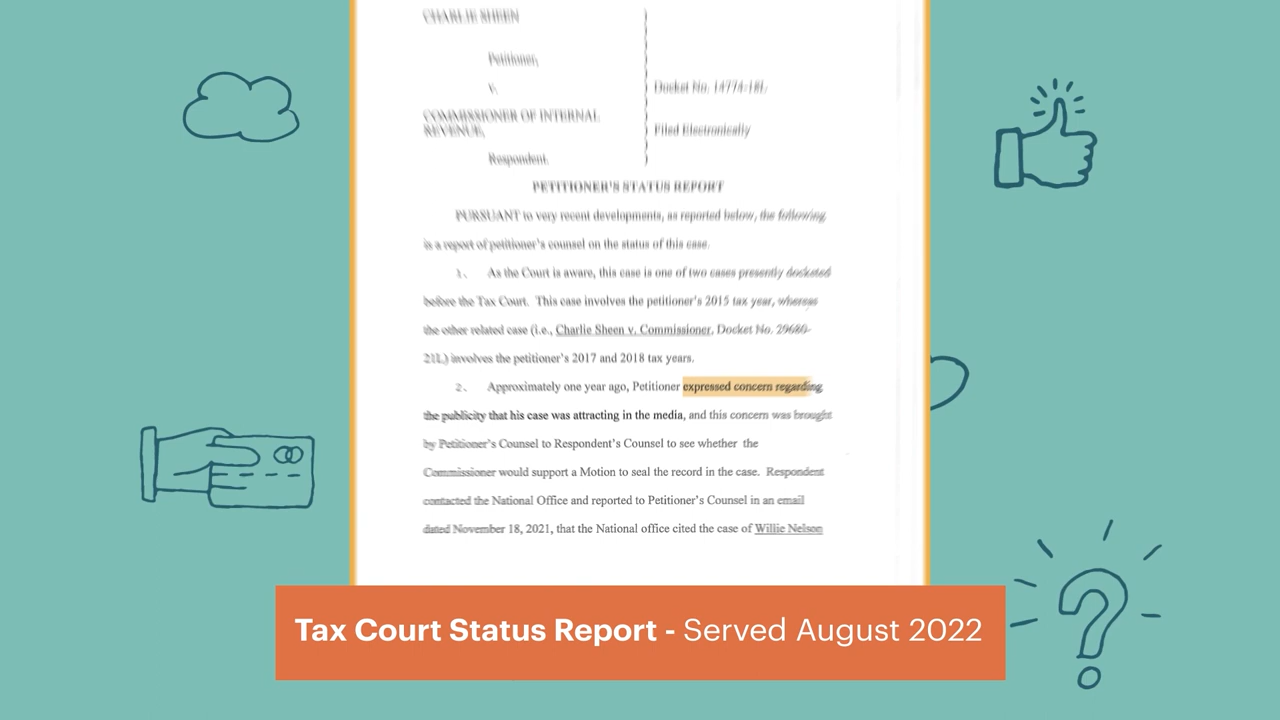 CHARLIE SHEEN
Petitioner,
v.
Docket No. 14774-18L
COMMISSIONER OF INTERNAL
REVENUE,
Filed Electronically
Respondent.
PETITIONER'S STATUS REPORT
PURSUANT to very recent developments, as reported below, the following
is a report of petitioner's counsel on the status of this case.
1. As the Court is aware, this case is one of two cases presently docketed
before the Tax Court. This case involves the petitioner's 2015 tax year, whereas
the other related case (i.e., Charlie Sheen v. Commissioner, Docket No. 29680-
21L) involves the petitioner's 2017 and 2018 tax years.
2. Approximately one year ago, Petitioner expressed concern regarding
the publicity that his case was attracting in the media, and this concern was brought
by Petitioner's Counsel to Respondent's Counsel to see whether the
Commissioner would support a Motion to seal the record in the case. Respondent
contacted the National Office and reported to Petitioner's Counsel in an email
dated November 18, 2021, that the National office cited the case of Willie Nelson
Tax Court Status Report - Served August 2022